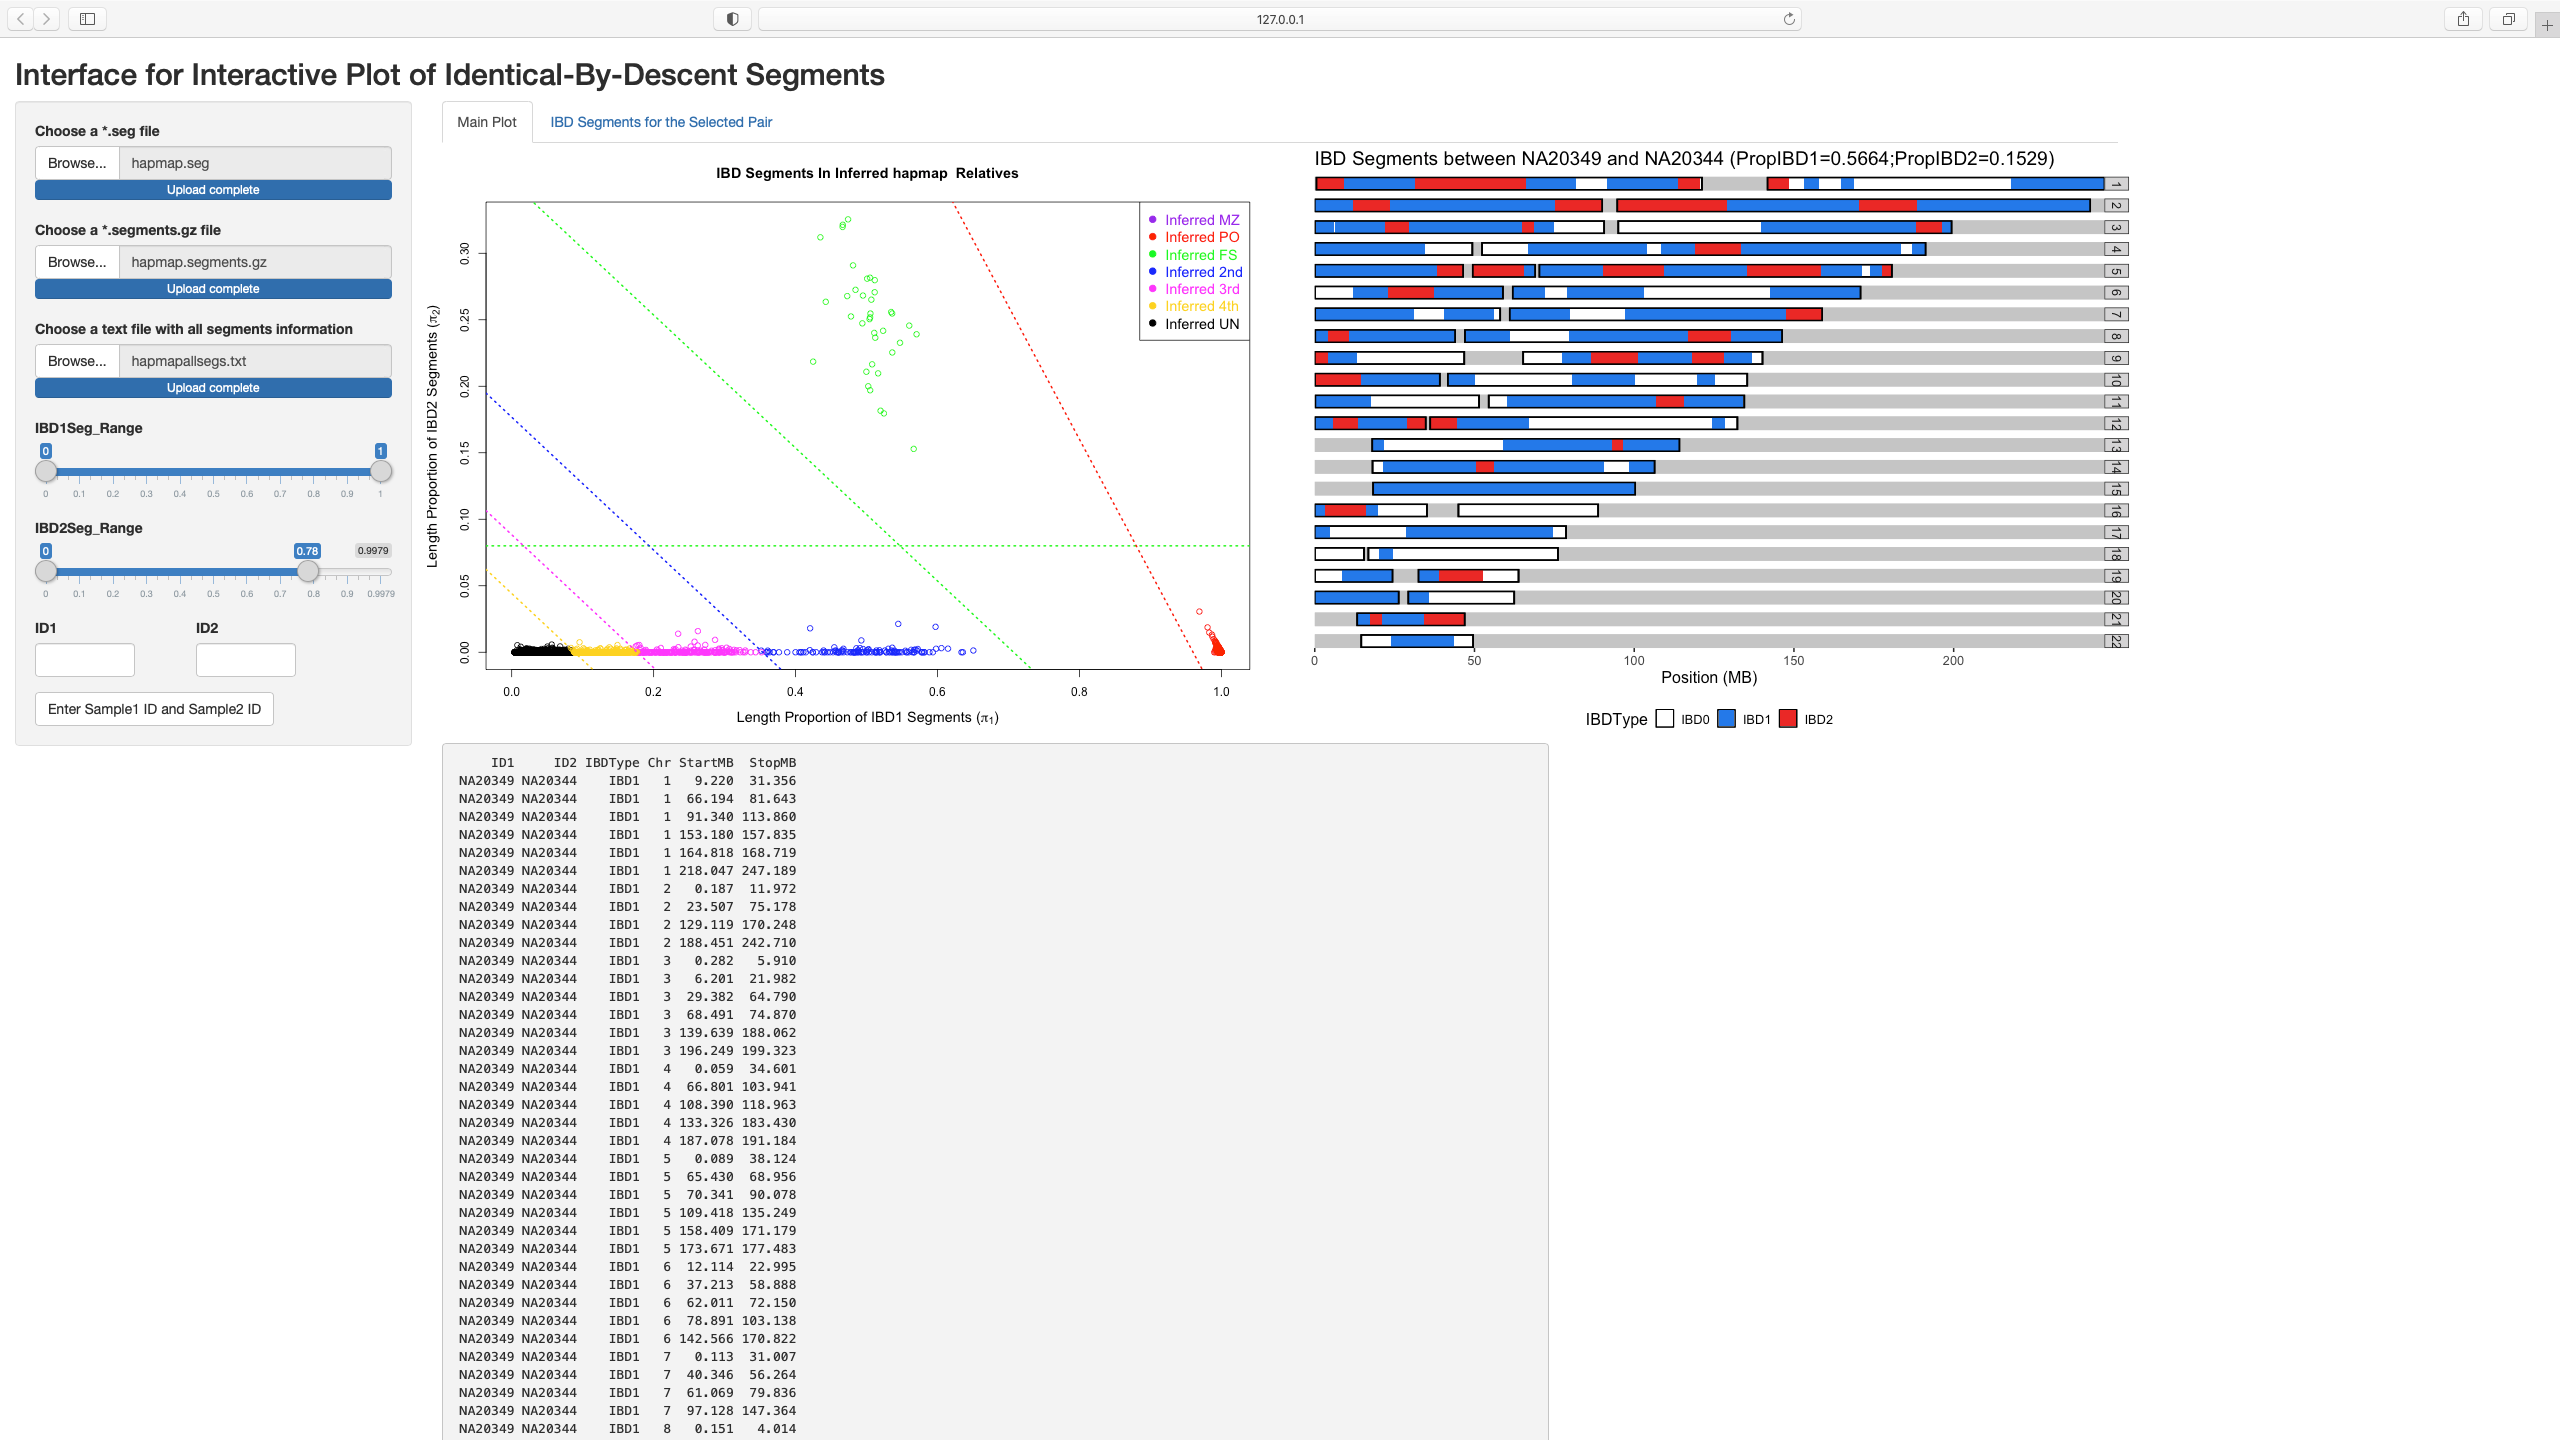 127.0.0.1
Interface for Interactive Plot of Identical-By-Descent Segments
Choose a *.seg file
Browse... hapmap.seg
Upload complete
Choose a *.segments.gz file
Browse... hapmap.segments.gz
Upload complete
Choose a text file with all segments information
Browse... hapmapallsegs.txt
Upload complete
IBD1Seg_Range
0 1
0 0.1 0.2 0.3 0.4 0.5 0.6 0.7 0.8 0.9 1
IBD2Seg_Range
0 0.78 0.9979
0 0.1 0.2 0.3 0.4 0.5 0.6 0.7 0.8 0.9 0.9979
ID1 ID2
Enter Sample1 ID and Sample2 ID
Main Plot IBD Segments for the Selected Pair
IBD Segments In Inferred hapmap Relatives
Inferred MZ
Inferred PO
Inferred FS
Inferred 2nd
Inferred 3rd
Inferred 4th
Inferred UN
Length Proportion of IBD2 Segments (π2)
0.30
0.25
0.20
0.15
0.10
0.05
0.00
0.0 0.2 0.4 0.6 0.8 1.0
Length Proportion of IBD1 Segments (π1)
IBD Segments between NA20349 and NA20344 (PropIBD1=0.5664;PropIBD2=0.1529)
1
2
3
4
5
6
7
8
9
10
11
12
13
14
15
16
17
18
19
20
21
22
0 50 100 150 200
Position (MB)
IBDType IBD0 IBD1 IBD2
ID1 ID2 IBDType Chr StartMB StopMB
NA20349 NA20344 IBD1 1 9.220 31.356
NA20349 NA20344 IBD1 1 66.194 81.643
NA20349 NA20344 IBD1 1 91.340 113.860
NA20349 NA20344 IBD1 1 153.180 157.835
NA20349 NA20344 IBD1 1 164.818 168.719
NA20349 NA20344 IBD1 1 218.047 247.189
NA20349 NA20344 IBD1 2 0.187 11.972
NA20349 NA20344 IBD1 2 23.507 75.178
NA20349 NA20344 IBD1 2 129.119 170.248
NA20349 NA20344 IBD1 2 188.451 242.710
NA20349 NA20344 IBD1 3 0.282 5.910
NA20349 NA20344 IBD1 3 6.201 21.982
NA20349 NA20344 IBD1 3 29.382 64.790
NA20349 NA20344 IBD1 3 68.491 74.870
NA20349 NA20344 IBD1 3 139.639 188.062
NA20349 NA20344 IBD1 3 196.249 199.323
NA20349 NA20344 IBD1 4 0.059 34.601
NA20349 NA20344 IBD1 4 66.801 103.941
NA20349 NA20344 IBD1 4 108.390 118.963
NA20349 NA20344 IBD1 4 133.326 183.430
NA20349 NA20344 IBD1 4 187.078 191.184
NA20349 NA20344 IBD1 5 0.089 38.124
NA20349 NA20344 IBD1 5 65.430 68.956
NA20349 NA20344 IBD1 5 70.341 90.078
NA20349 NA20344 IBD1 5 109.418 135.249
NA20349 NA20344 IBD1 5 158.409 171.179
NA20349 NA20344 IBD1 5 173.671 177.483
NA20349 NA20344 IBD1 6 12.114 22.995
NA20349 NA20344 IBD1 6 37.213 58.888
NA20349 NA20344 IBD1 6 62.011 72.150
NA20349 NA20344 IBD1 6 78.891 103.138
NA20349 NA20344 IBD1 6 142.566 170.822
NA20349 NA20344 IBD1 7 0.113 31.007
NA20349 NA20344 IBD1 7 40.346 56.264
NA20349 NA20344 IBD1 7 61.069 79.836
NA20349 NA20344 IBD1 7 97.128 147.364
NA20349 NA20344 IBD1 8 0.151 4.014